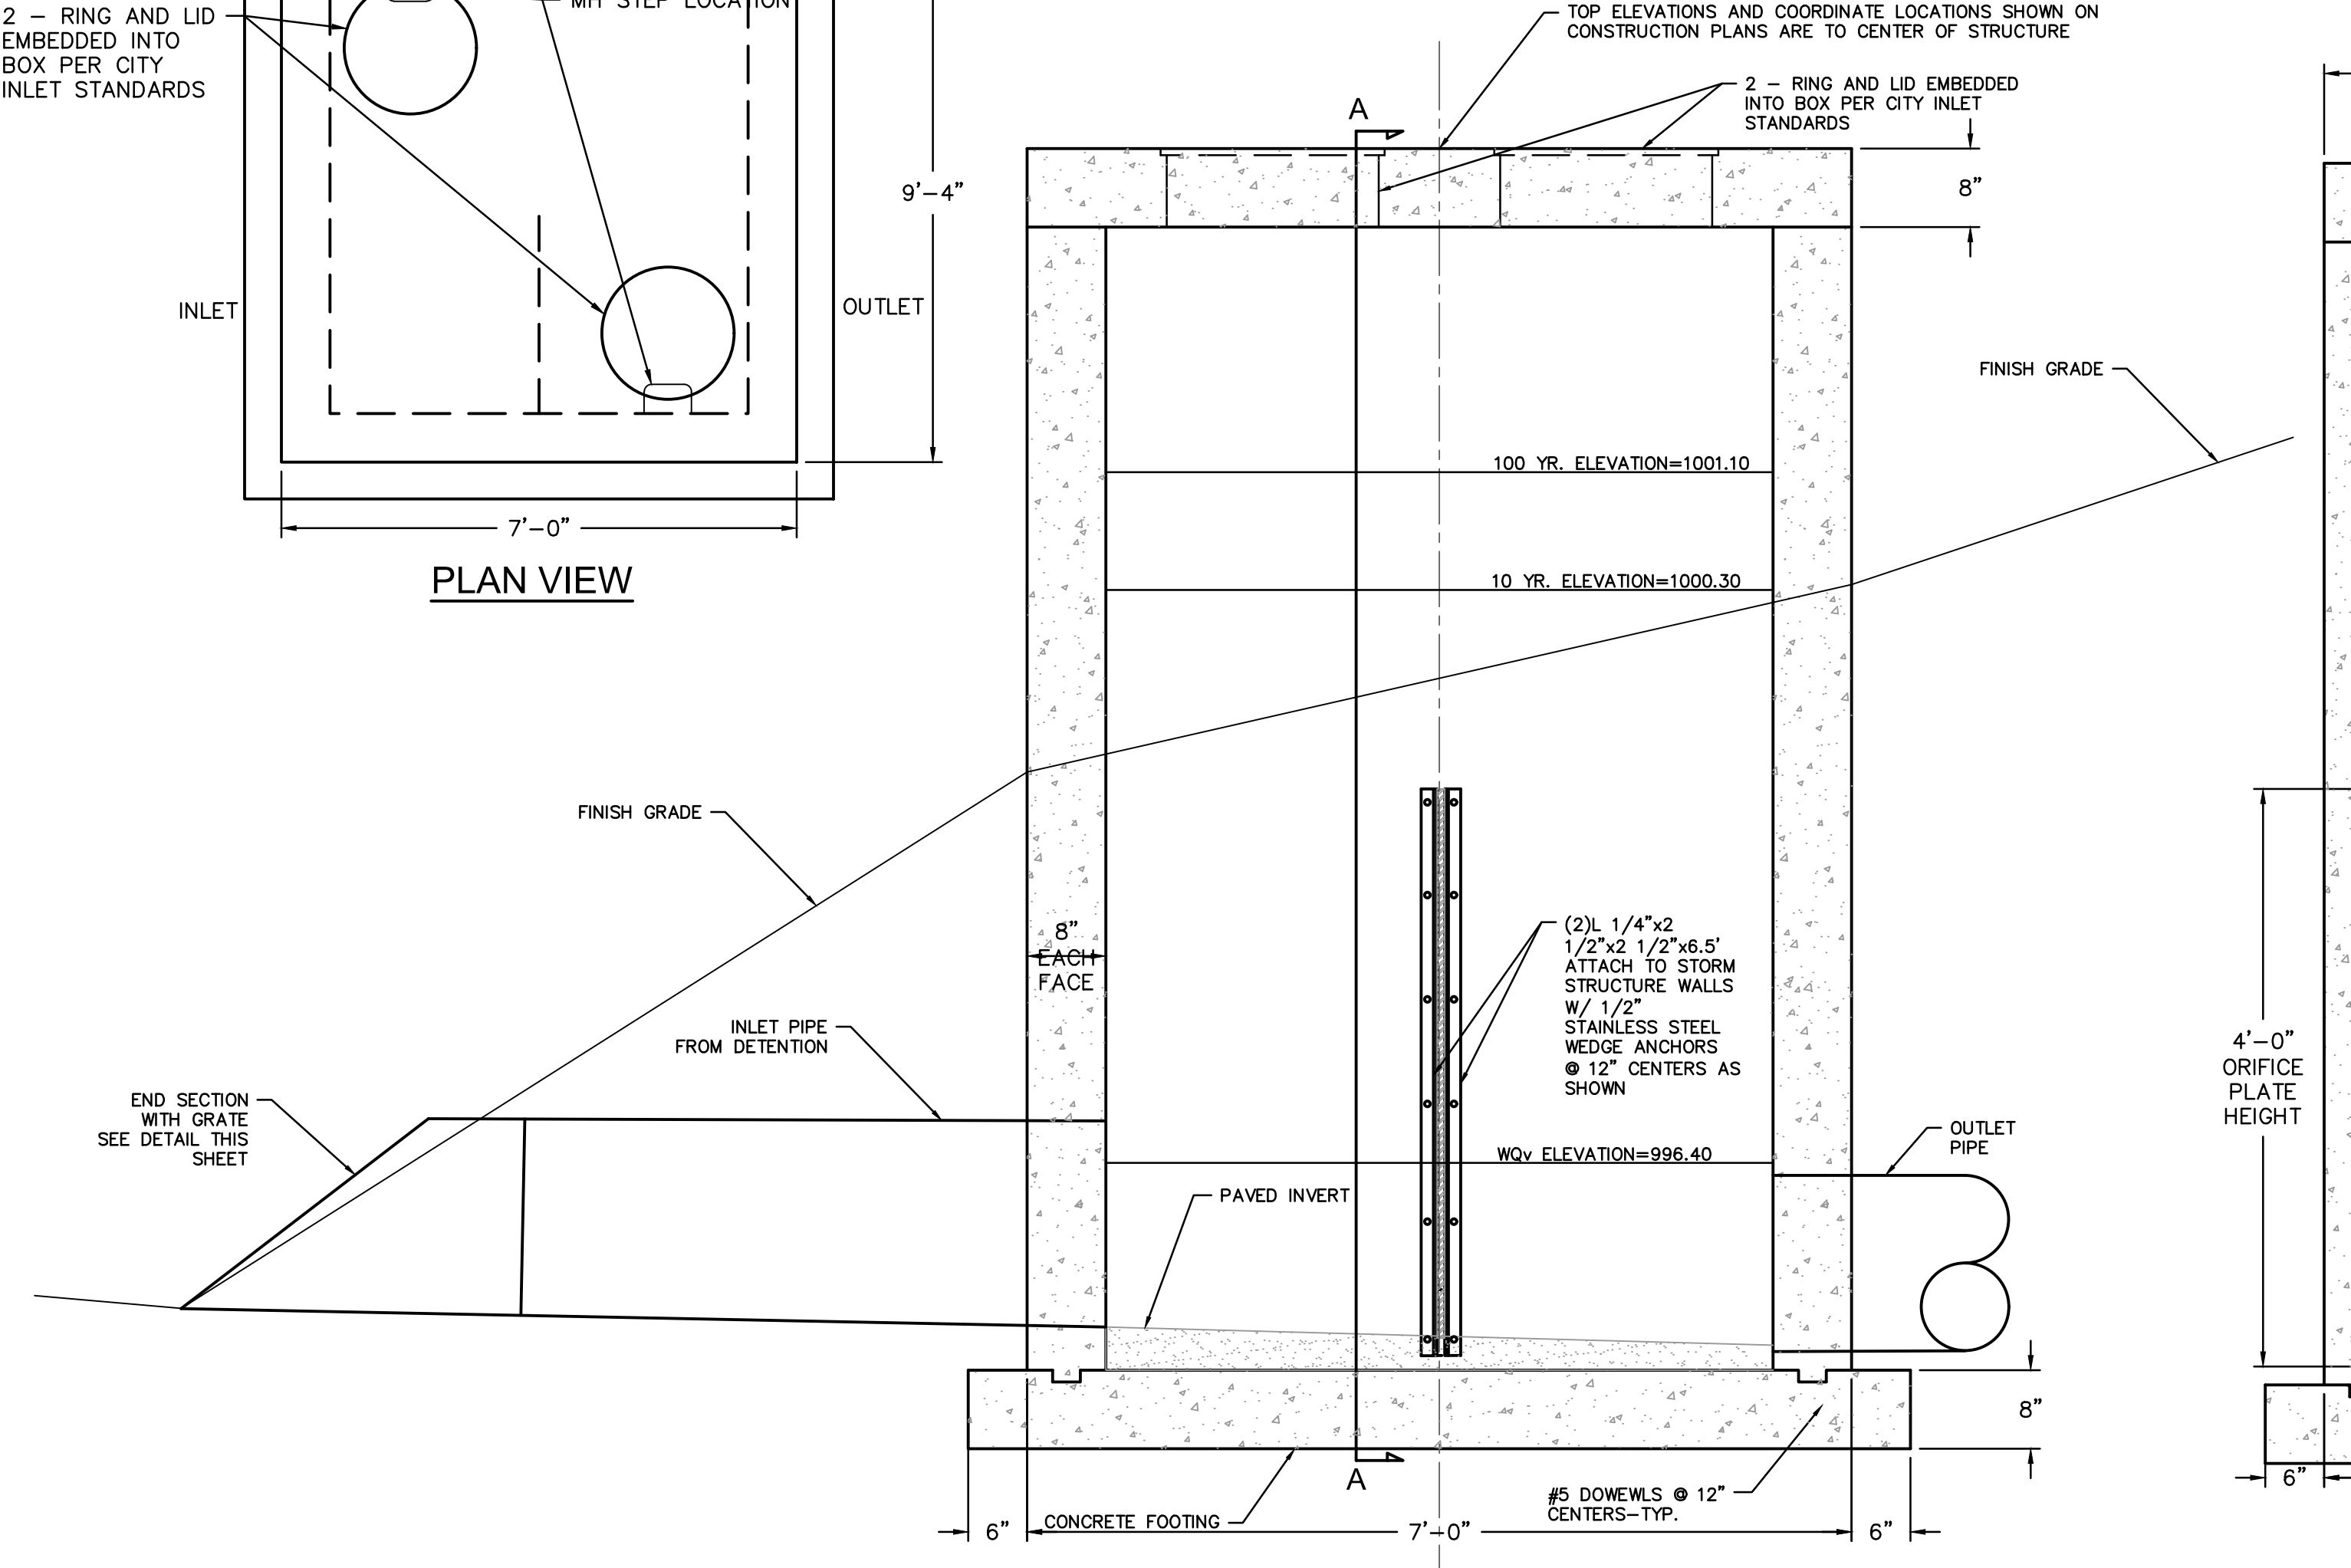 2 – RING AND LID
EMBEDDED INTO
BOX PER CITY
INLET STANDARDS
MH STEP LOCATION
INLET
OUTLET
9'–4"
7'–0"
PLAN VIEW
TOP ELEVATIONS AND COORDINATE LOCATIONS SHOWN ON
CONSTRUCTION PLANS ARE TO CENTER OF STRUCTURE
2 – RING AND LID EMBEDDED
INTO BOX PER CITY INLET
STANDARDS
A
8"
FINISH GRADE
100 YR. ELEVATION=1001.10
10 YR. ELEVATION=1000.30
FINISH GRADE
8"
EACH
FACE
(2)L 1/4"x2
1/2"x2 1/2"x6.5'
ATTACH TO STORM
STRUCTURE WALLS
W/ 1/2"
STAINLESS STEEL
WEDGE ANCHORS
@ 12" CENTERS AS
SHOWN
INLET PIPE
FROM DETENTION
END SECTION
WITH GRATE
SEE DETAIL THIS
SHEET
4'–0"
ORIFICE
PLATE
HEIGHT
OUTLET
PIPE
WQv ELEVATION=996.40
PAVED INVERT
8"
A
#5 DOWEWLS @ 12"
CENTERS–TYP.
CONCRETE FOOTING
6"
7'–0"
6"
6"